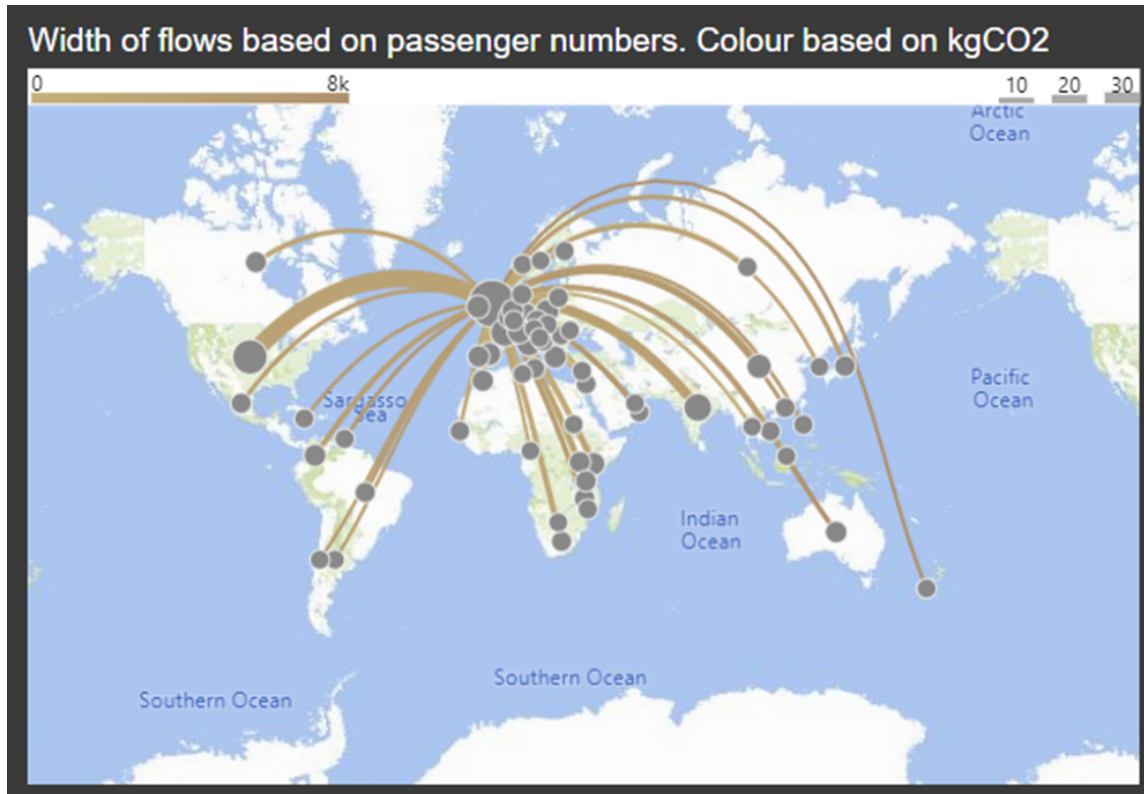 Width of flows based on passenger numbers. Colour based on kgCO2
0 8k 10 20 30
Arctic
Ocean
Pacific
Ocean
Sargasso
Sea
Indian
Ocean
Southern Ocean
Southern Ocean